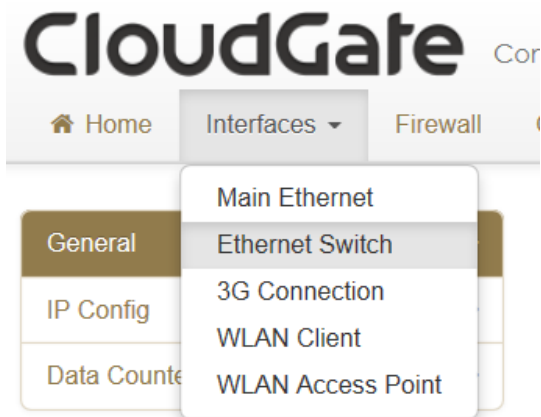 CloudGate
Home Interfaces Firewall
Main Ethernet
General Ethernet Switch
3G Connection
IP Config
WLAN Client
WLAN Access Point